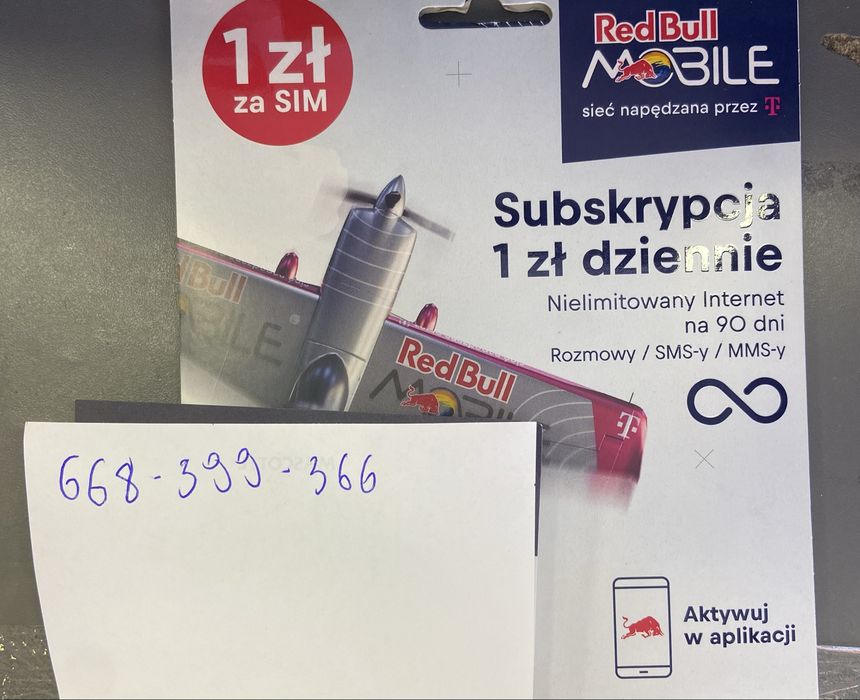 1 zł
za SIM
Red Bull
MOBILE
sieć napędzana przez T
Subskrypcja
1 zł dziennie
Nielimitowany Internet
na 90 dni
Rozmowy / SMS-y / MMS-y
Red Bull
MOBILE
Red Bull
MOBILE
T
668-399-366
Aktywuj
w aplikacji